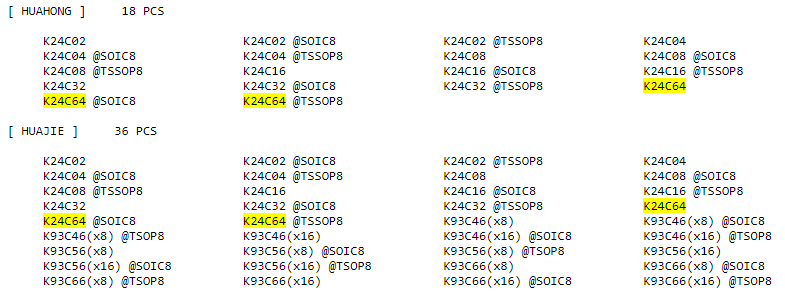 [ HUAHONG ]     18 PCS
K24C02     K24C02 @SOIC8     K24C02 @TSSOP8     K24C04
K24C04 @SOIC8     K24C04 @TSSOP8     K24C08     K24C08 @SOIC8
K24C08 @TSSOP8     K24C16     K24C16 @SOIC8     K24C16 @TSSOP8
K24C32     K24C32 @SOIC8     K24C32 @TSSOP8     K24C64
K24C64 @SOIC8     K24C64 @TSSOP8
[ HUAJIE ]     36 PCS
K24C02     K24C02 @SOIC8     K24C02 @TSSOP8     K24C04
K24C04 @SOIC8     K24C04 @TSSOP8     K24C08     K24C08 @SOIC8
K24C08 @TSSOP8     K24C16     K24C16 @SOIC8     K24C16 @TSSOP8
K24C32     K24C32 @SOIC8     K24C32 @TSSOP8     K24C64
K24C64 @SOIC8     K24C64 @TSSOP8     K93C46(x8)     K93C46(x8) @SOIC8
K93C46(x8) @TSOP8     K93C46(x16)     K93C46(x16) @SOIC8     K93C46(x16) @TSOP8
K93C56(x8)     K93C56(x8) @SOIC8     K93C56(x8) @TSOP8     K93C56(x16)
K93C56(x16) @SOIC8     K93C56(x16) @TSOP8     K93C66(x8)     K93C66(x8) @SOIC8
K93C66(x8) @TSOP8     K93C66(x16)     K93C66(x16) @SOIC8     K93C66(x16) @TSOP8